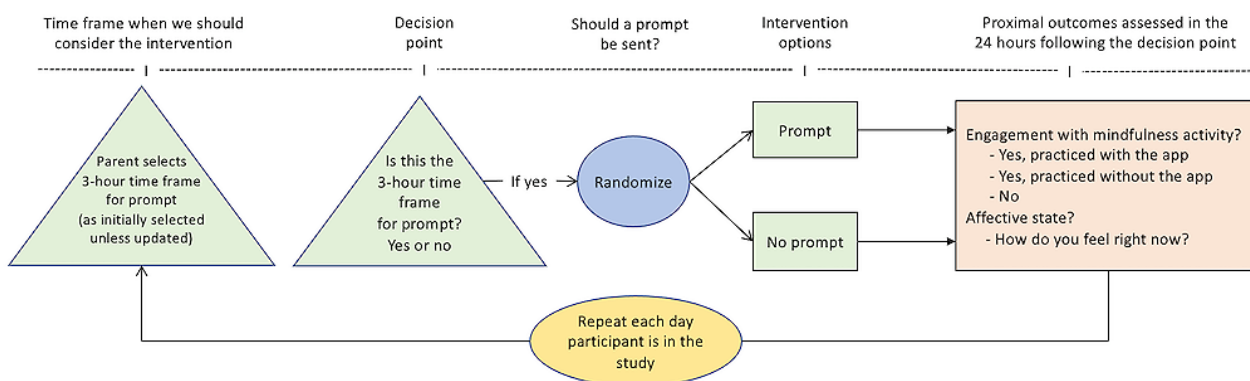 Time frame when we should
consider the intervention
Decision
point
Should a prompt
be sent?
Intervention
options
Proximal outcomes assessed in the
24 hours following the decision point
Parent selects
3-hour time frame
for prompt
(as initially selected
unless updated)
Is this the
3-hour time
frame
for prompt?
Yes or no
If yes
Randomize
Prompt
No prompt
Engagement with mindfulness activity?
- Yes, practiced with the app
- Yes, practiced without the app
- No
Affective state?
- How do you feel right now?
Repeat each day
participant is in the
study